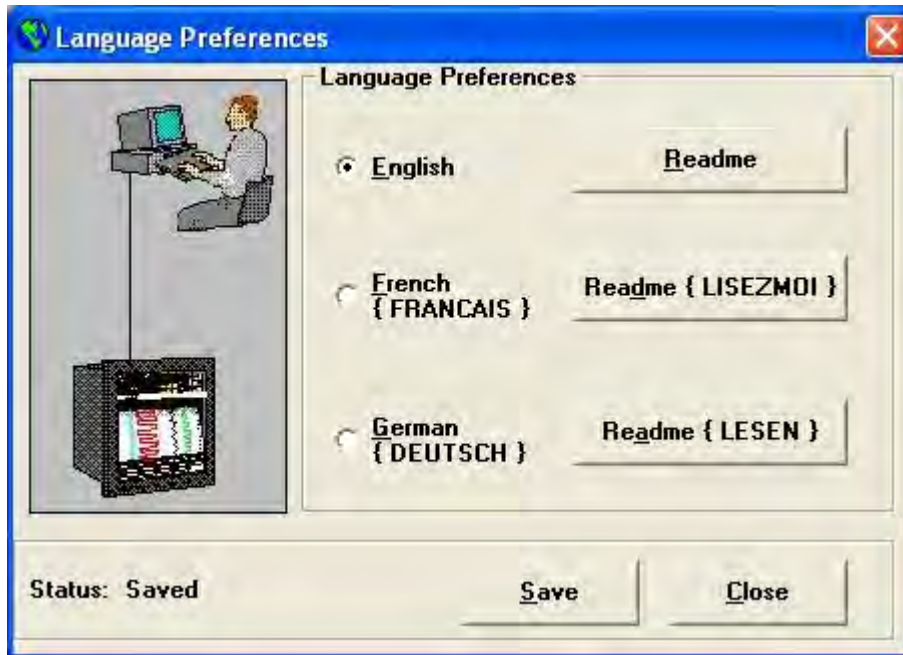 Language Preferences
Language Preferences
English
Readme
French
{ FRANCAIS }
Readme { LISEZMOI }
German
{ DEUTSCH }
Readme { LESEN }
Status: Saved
Save
Close